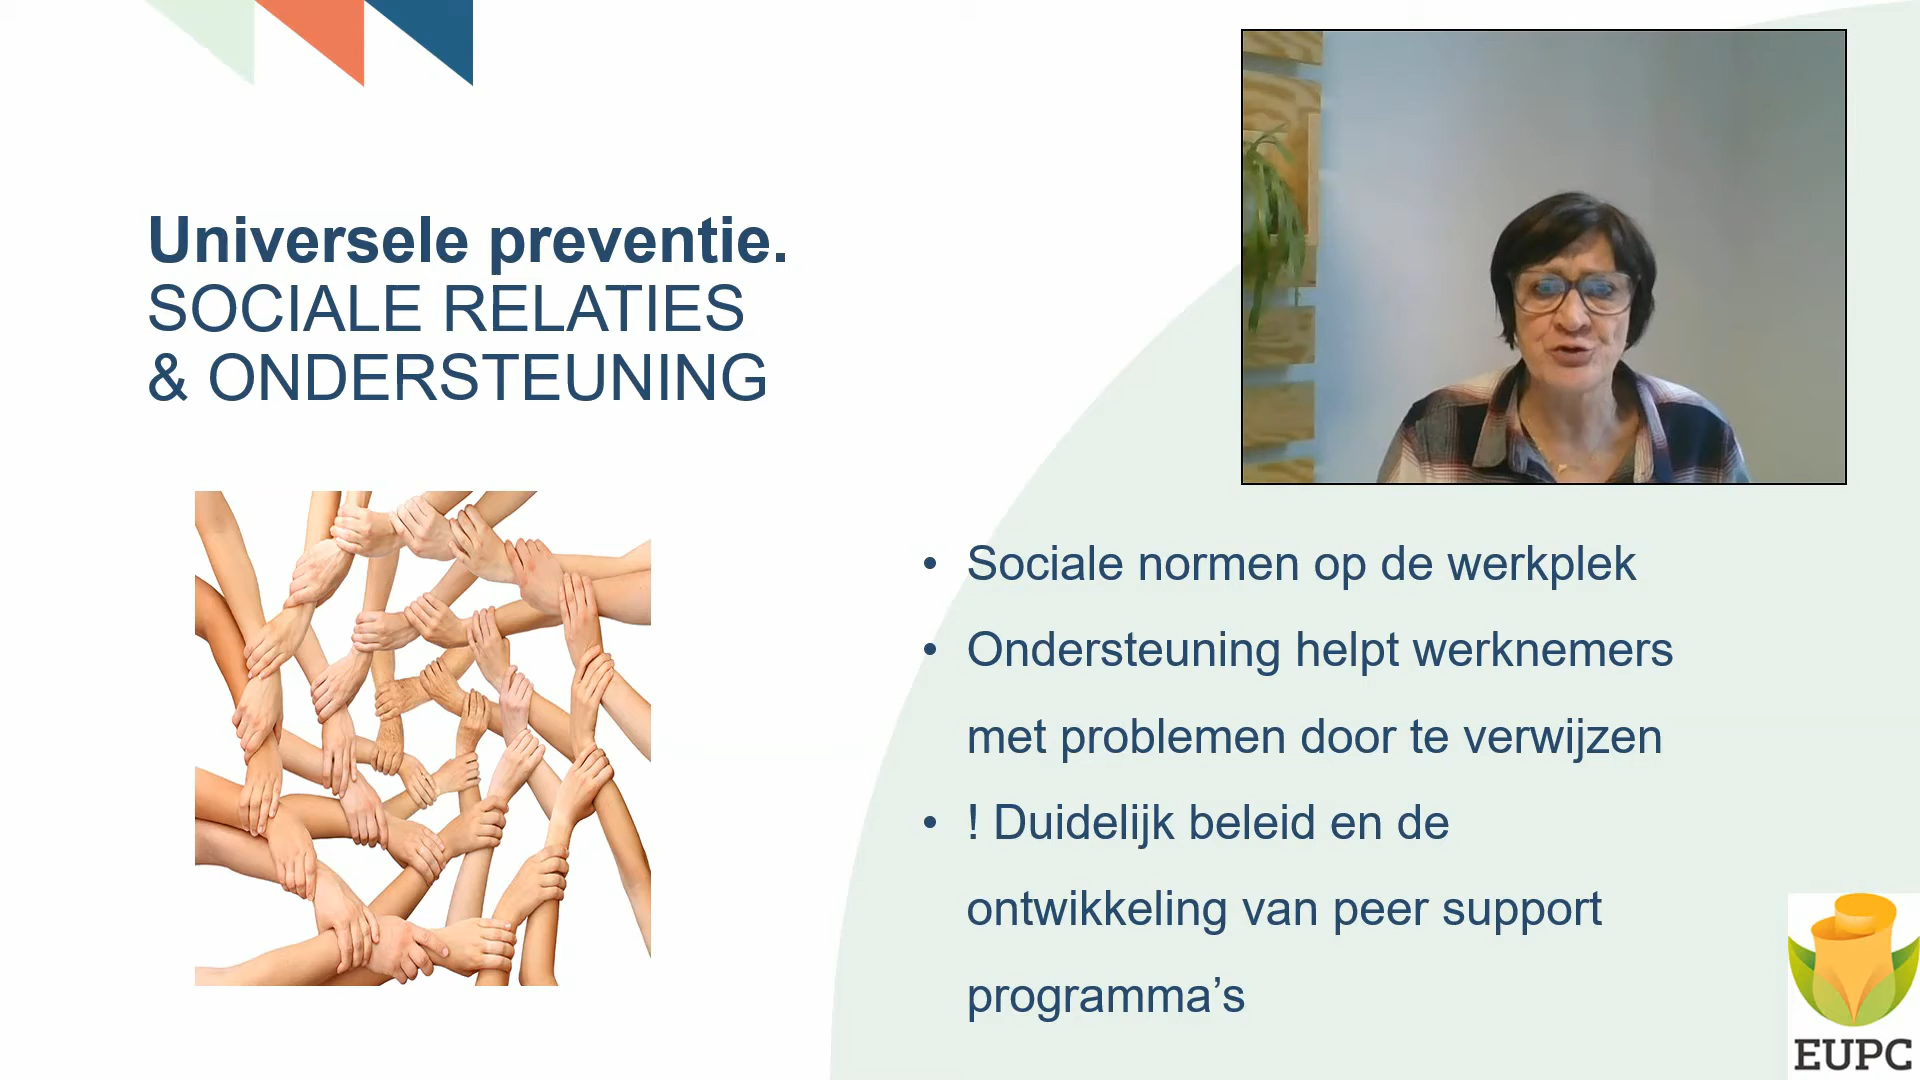 Universele preventie.
SOCIALE RELATIES
& ONDERSTEUNING
• Sociale normen op de werkplek
• Ondersteuning helpt werknemers
met problemen door te verwijzen
• ! Duidelijk beleid en de
ontwikkeling van peer support
programma’s
EUPC